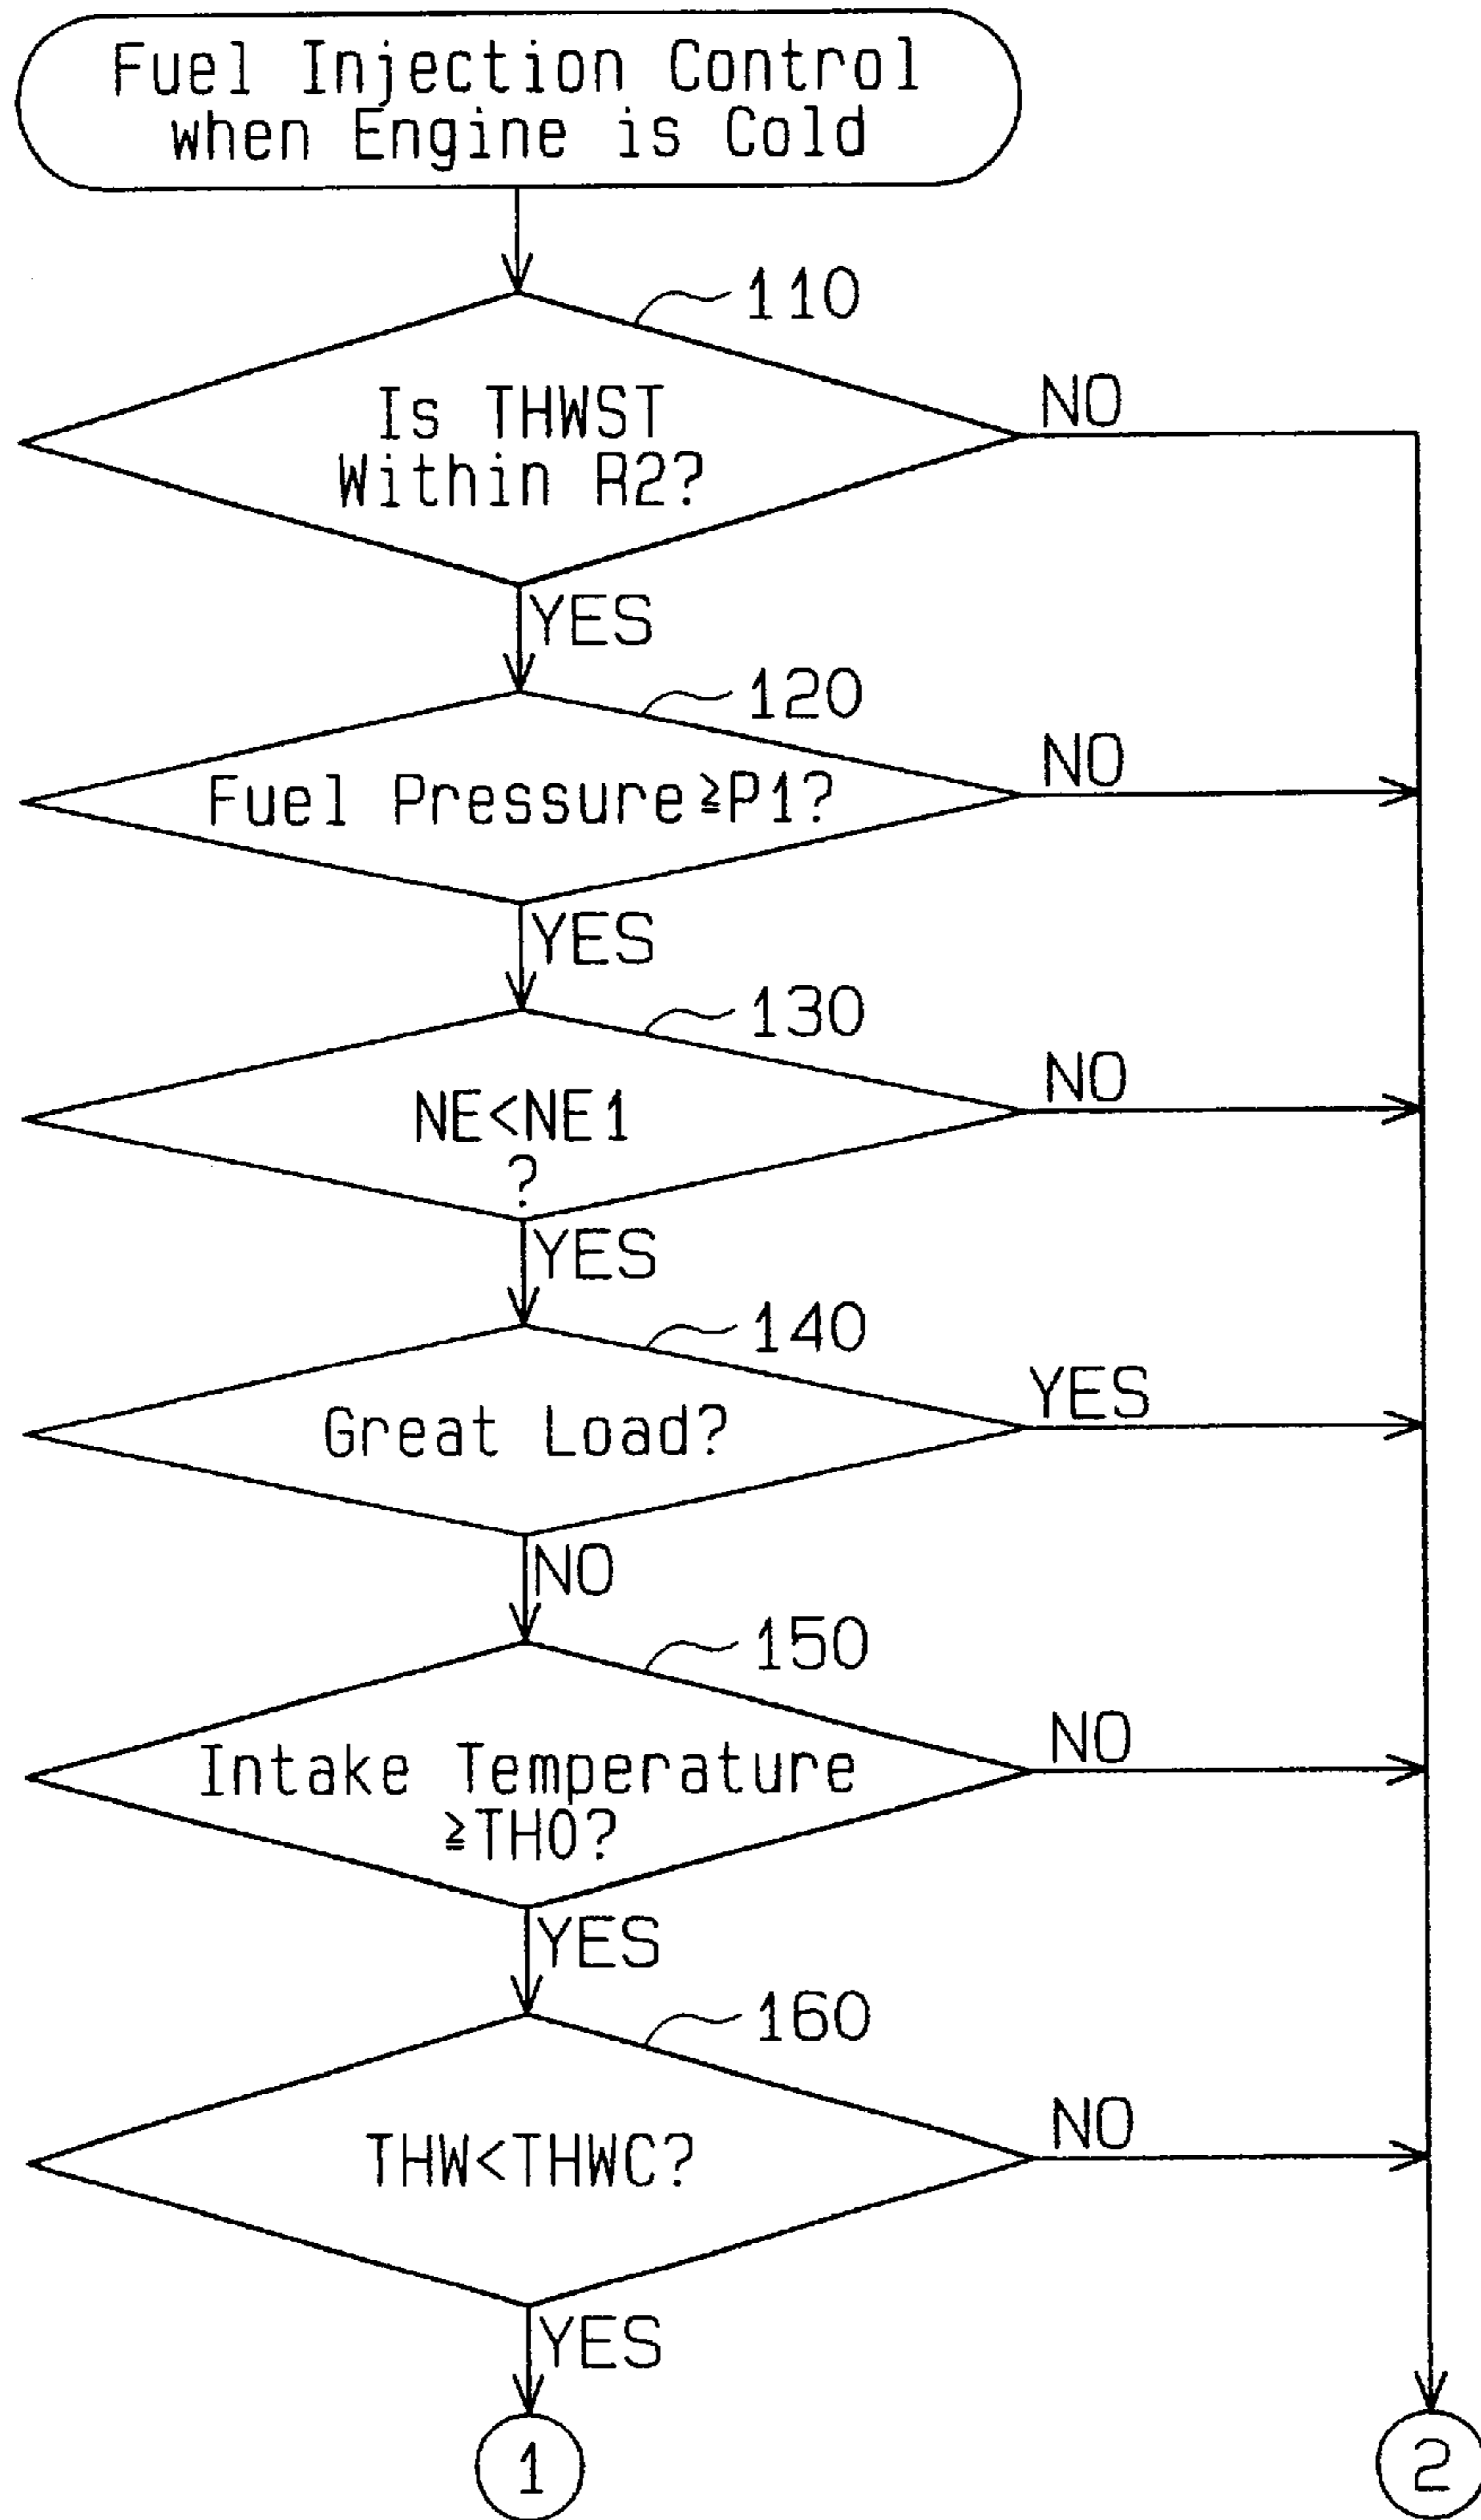 Fuel Injection Control
when Engine is Cold
110
NO
Is THWST
Within R2?
YES
120
NO
Fuel Pressure≧P1?
YES
130
NO
NE<NE1
?
YES
140
YES
Great Load?
NO
150
NO
Intake Temperature
≧TH0?
YES
160
NO
THW<THWC?
YES
1
2